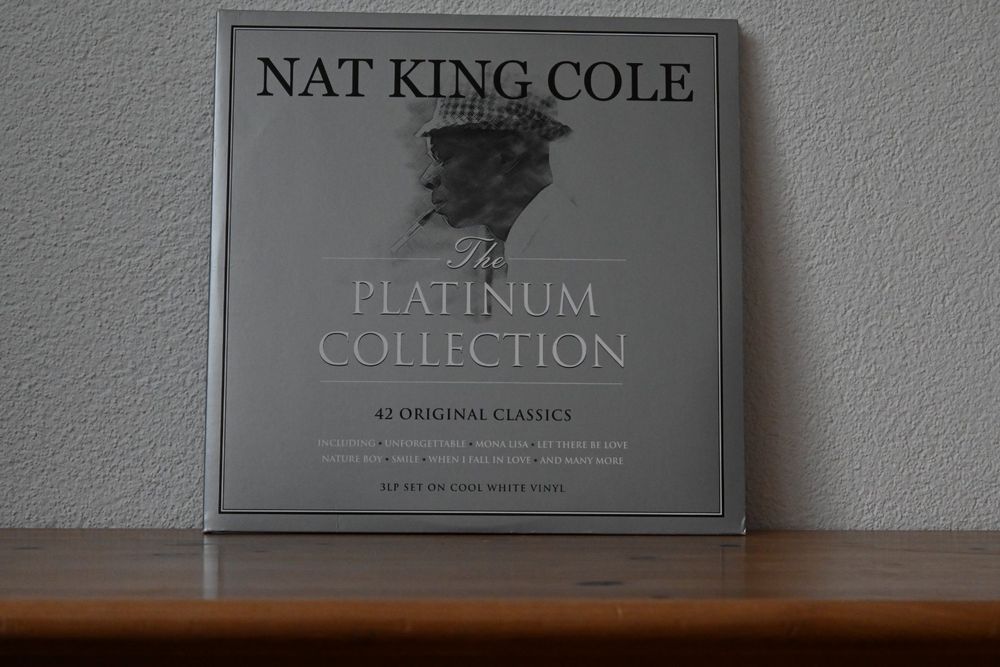 NAT KING COLE
The
PLATINUM
COLLECTION
42 ORIGINAL CLASSICS
INCLUDING • UNFORGETTABLE • MONA LISA • LET THERE BE LOVE
NATURE BOY • SMILE • WHEN I FALL IN LOVE • AND MANY MORE
3LP SET ON COOL WHITE VINYL